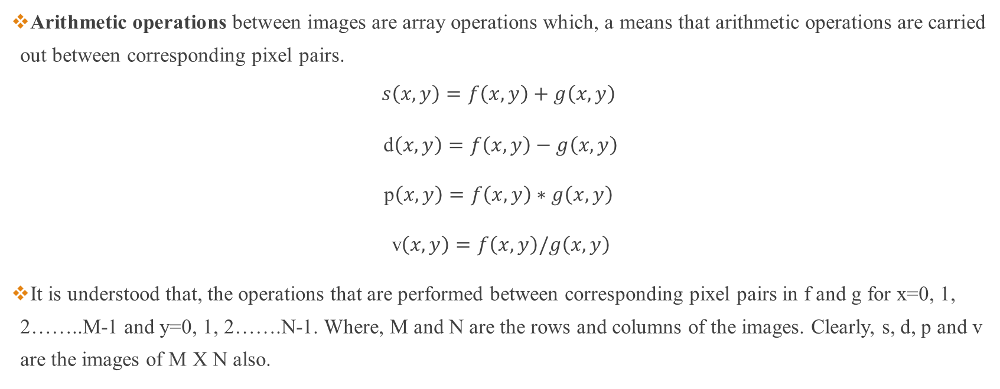 ❖Arithmetic operations between images are array operations which, a means that arithmetic operations are carried
out between corresponding pixel pairs.
s(x, y) = f(x, y) + g(x, y)
d(x, y) = f(x, y) − g(x, y)
p(x, y) = f(x, y) ∗ g(x, y)
v(x, y) = f(x, y)/g(x, y)
❖It is understood that, the operations that are performed between corresponding pixel pairs in f and g for x=0, 1,
2……..M-1 and y=0, 1, 2…….N-1. Where, M and N are the rows and columns of the images. Clearly, s, d, p and v
are the images of M X N also.